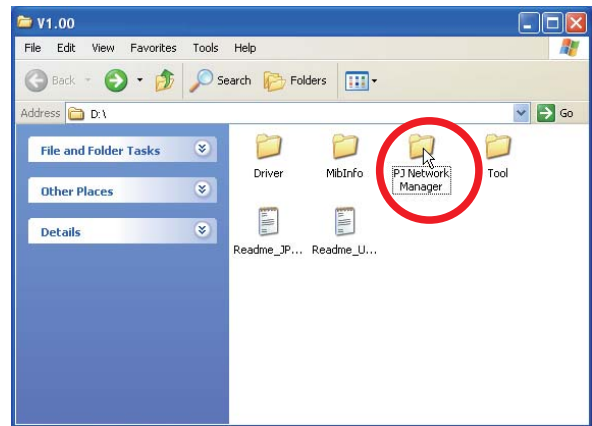 V1.00
File Edit View Favorites Tools Help
Back Search Folders
Address D:\ Go
File and Folder Tasks
Other Places
Details
Driver MibInfo PJ Network Manager Tool
Readme_JP... Readme_U...